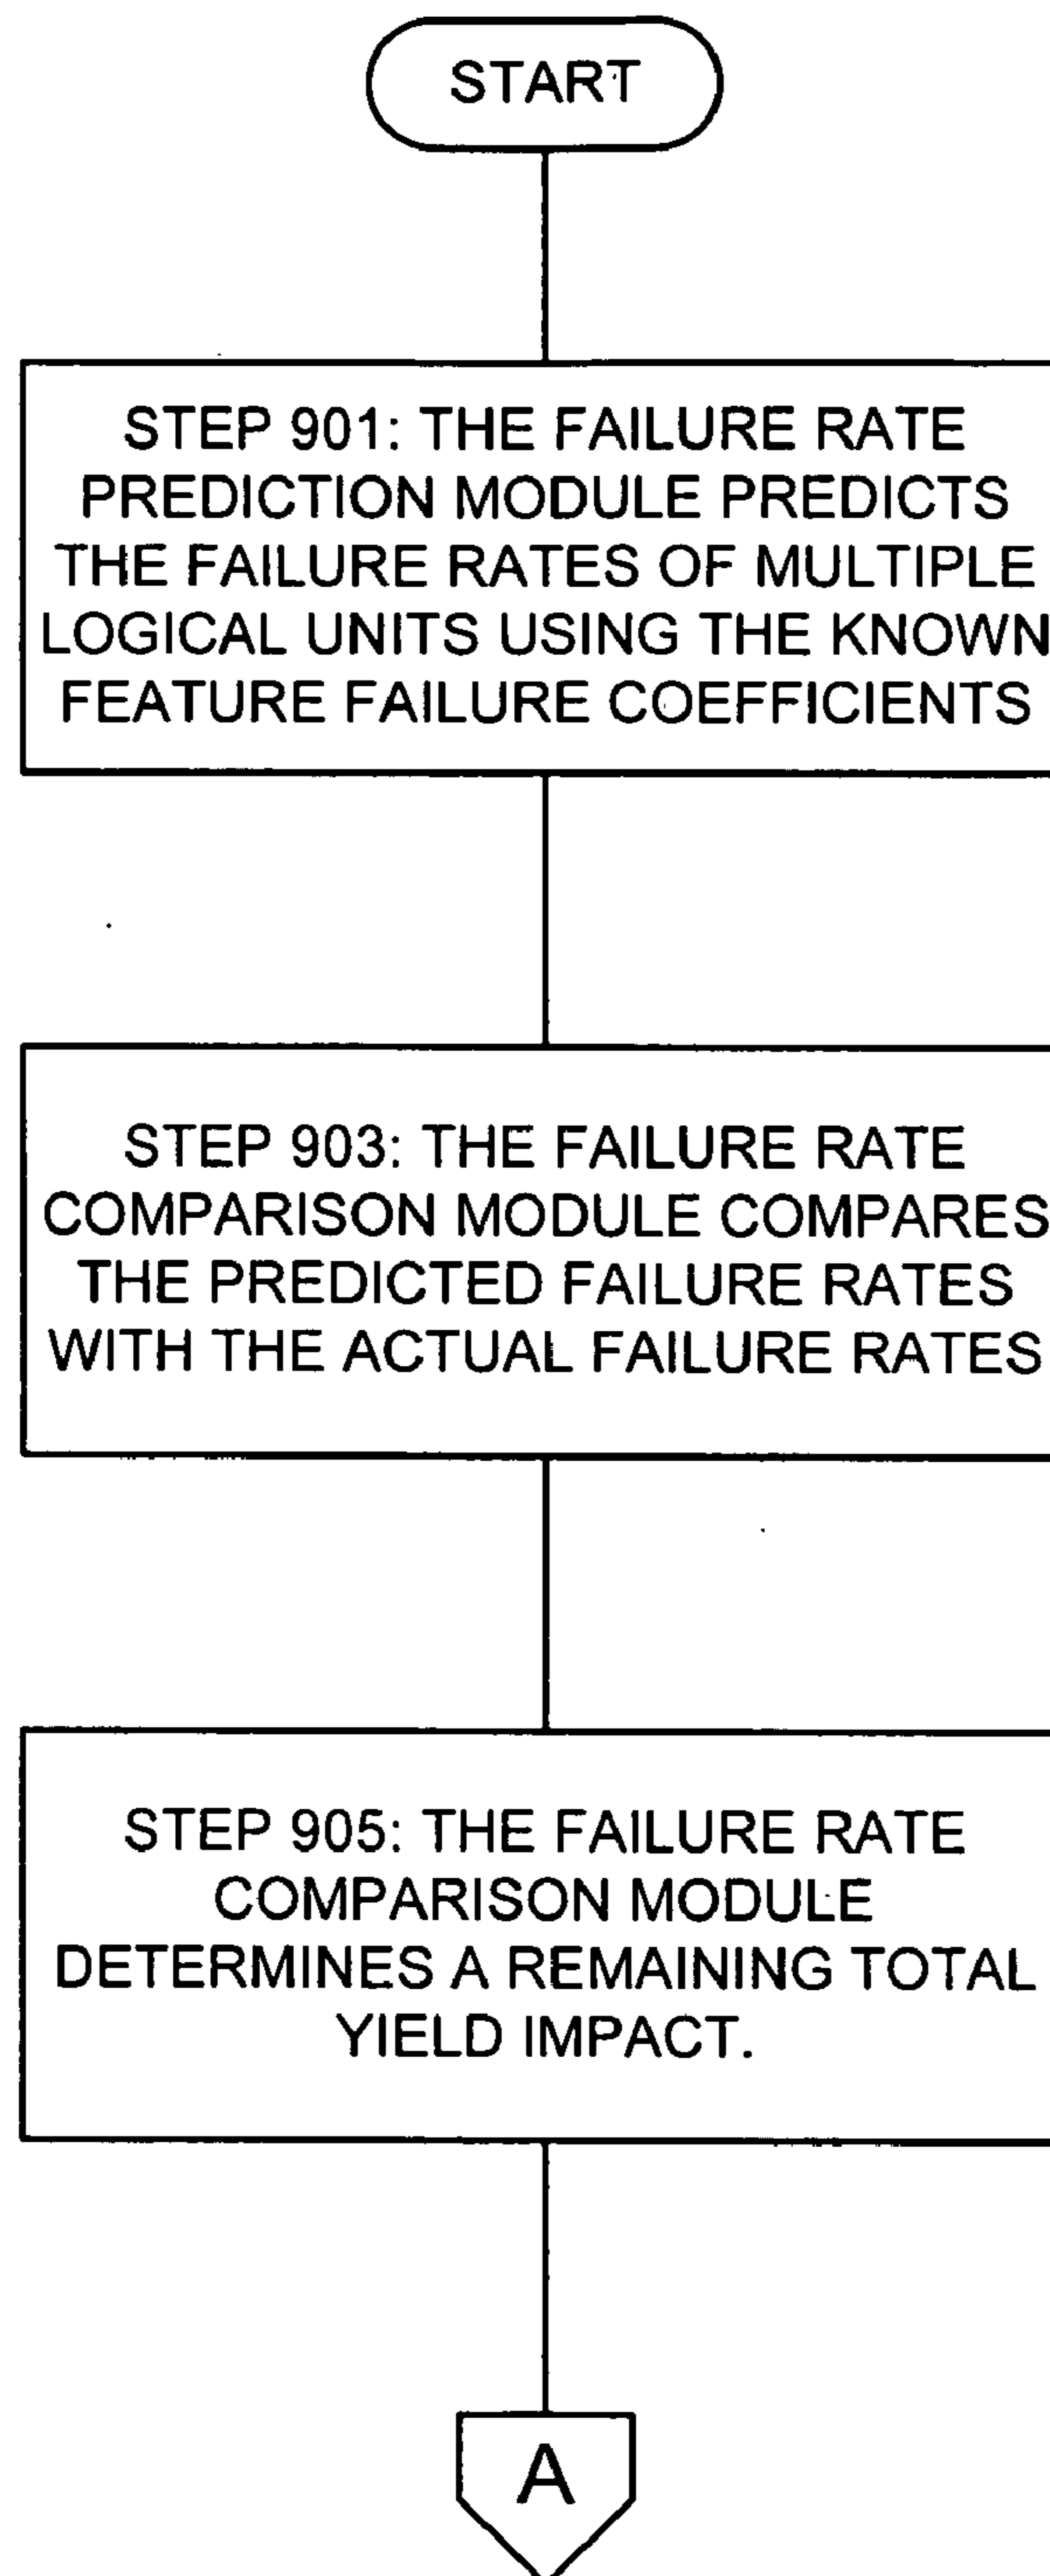 START
STEP 901: THE FAILURE RATE
PREDICTION MODULE PREDICTS
THE FAILURE RATES OF MULTIPLE
LOGICAL UNITS USING THE KNOWN
FEATURE FAILURE COEFFICIENTS
STEP 903: THE FAILURE RATE
COMPARISON MODULE COMPARES
THE PREDICTED FAILURE RATES
WITH THE ACTUAL FAILURE RATES
STEP 905: THE FAILURE RATE
COMPARISON MODULE
DETERMINES A REMAINING TOTAL
YIELD IMPACT.
A